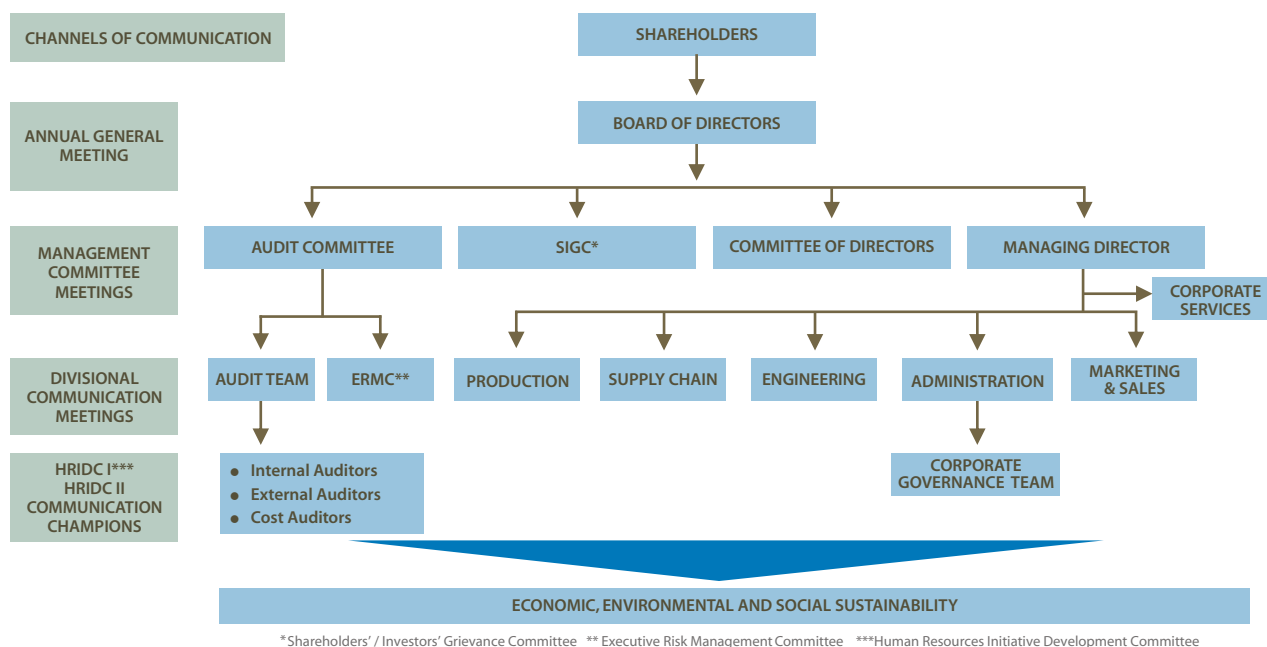 CHANNELS OF COMMUNICATION
SHAREHOLDERS
ANNUAL GENERAL
MEETING
BOARD OF DIRECTORS
MANAGEMENT
COMMITTEE
MEETINGS
AUDIT COMMITTEE
SIGC*
COMMITTEE OF DIRECTORS
MANAGING DIRECTOR
CORPORATE
SERVICES
DIVISIONAL
COMMUNICATION
MEETINGS
AUDIT TEAM
ERMC**
PRODUCTION
SUPPLY CHAIN
ENGINEERING
ADMINISTRATION
MARKETING
& SALES
HRIDC I***
HRIDC II
COMMUNICATION
CHAMPIONS
● Internal Auditors
● External Auditors
● Cost Auditors
CORPORATE
GOVERNANCE TEAM
ECONOMIC, ENVIRONMENTAL AND SOCIAL SUSTAINABILITY
*Shareholders' / Investors' Grievance Committee ** Executive Risk Management Committee ***Human Resources Initiative Development Committee